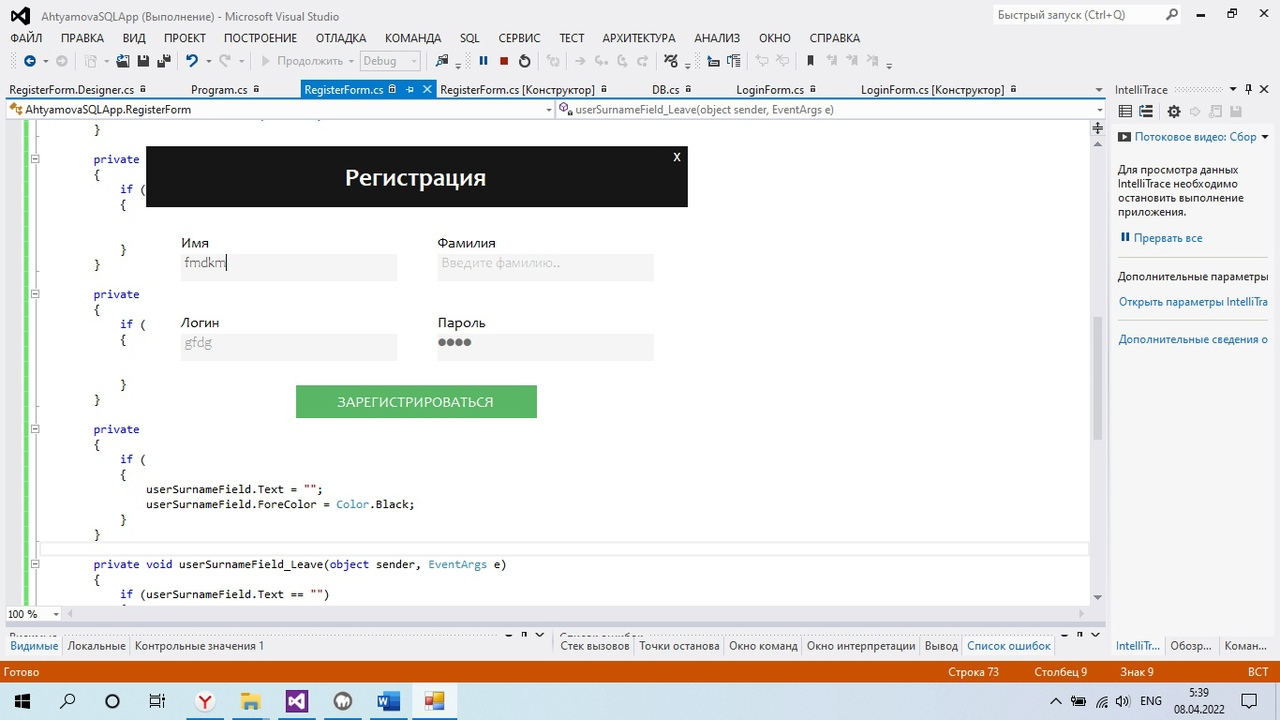 AhtyamovaSQLApp (Выполнение) - Microsoft Visual Studio
Быстрый запуск (Ctrl+Q)
ФАЙЛ ПРАВКА ВИД ПРОЕКТ ПОСТРОЕНИЕ ОТЛАДКА КОМАНДА SQL СЕРВИС ТЕСТ АРХИТЕКТУРА АНАЛИЗ ОКНО СПРАВКА
Продолжить Debug
RegisterForm.Designer.cs Program.cs RegisterForm.cs RegisterForm.cs [Конструктор] DB.cs LoginForm.cs LoginForm.cs [Конструктор]
AhtyamovaSQLApp.RegisterForm userSurnameField_Leave(object sender, EventArgs e)
}
private
{
if (
{
}
}
private
{
if (
{
}
}
private
{
if (
{
userSurnameField.Text = "";
userSurnameField.ForeColor = Color.Black;
}
}
private void userSurnameField_Leave(object sender, EventArgs e)
{
if (userSurnameField.Text == "")
X
Регистрация
Имя Фамилия
fmdkm Введите фамилию..
Логин Пароль
gfdg ●●●●
ЗАРЕГИСТРИРОВАТЬСЯ
IntelliTrace
Потоковое видео: Сбор
Для просмотра данных
IntelliTrace необходимо
остановить выполнение
приложения.
Прервать все
Дополнительные параметры
Открыть параметры IntelliTra
Дополнительные сведения о
100 %
Видимые Локальные Контрольные значения 1
Стек вызовов Точки останова Окно команд Окно интерпретации Вывод Список ошибок
IntelliTr... Обозр... Коман...
Готово Строка 73 Столбец 9 Знак 9 ВСТ
ENG 5:39
08.04.2022